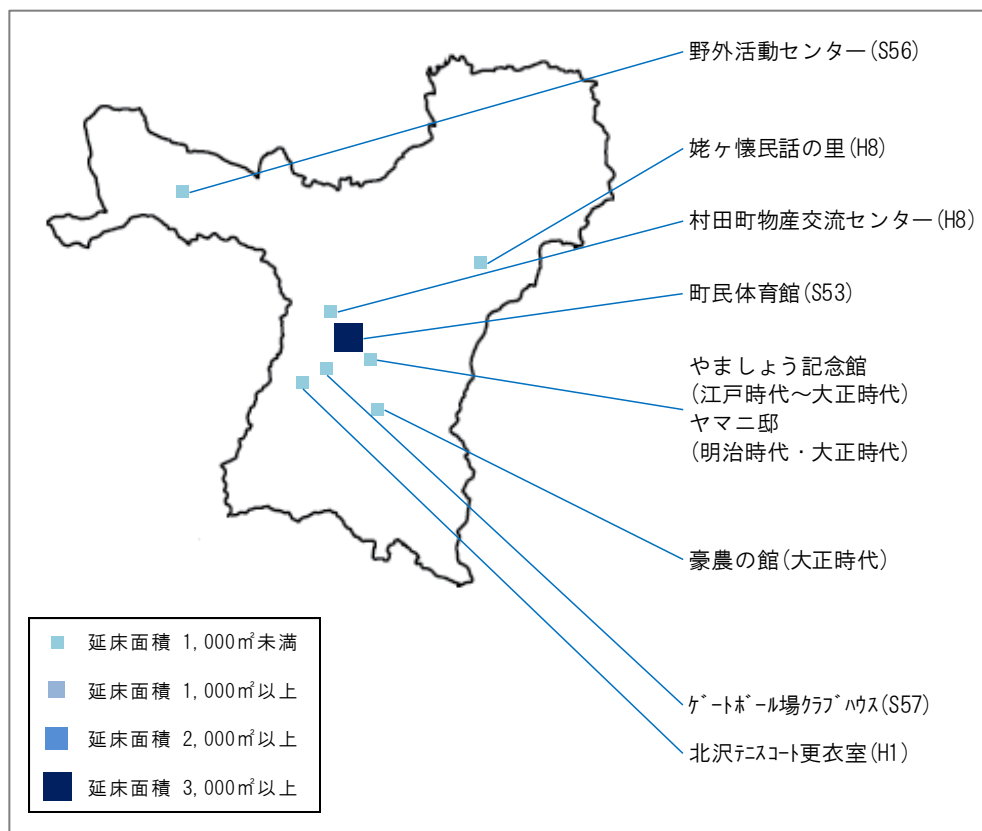 野外活動センター(S56)
姥ヶ懐民話の里(H8)
村田町物産交流センター(H8)
町民体育館(S53)
やましょう記念館
(江戸時代～大正時代)
ヤマニ邸
(明治時代・大正時代)
豪農の館(大正時代)
ｹﾞｰﾄﾎﾞｰﾙ場ｸﾗﾌﾞﾊｳｽ(S57)
北沢ﾃﾆｽｺｰﾄ更衣室(H1)
延床面積 1,000㎡未満
延床面積 1,000㎡以上
延床面積 2,000㎡以上
延床面積 3,000㎡以上